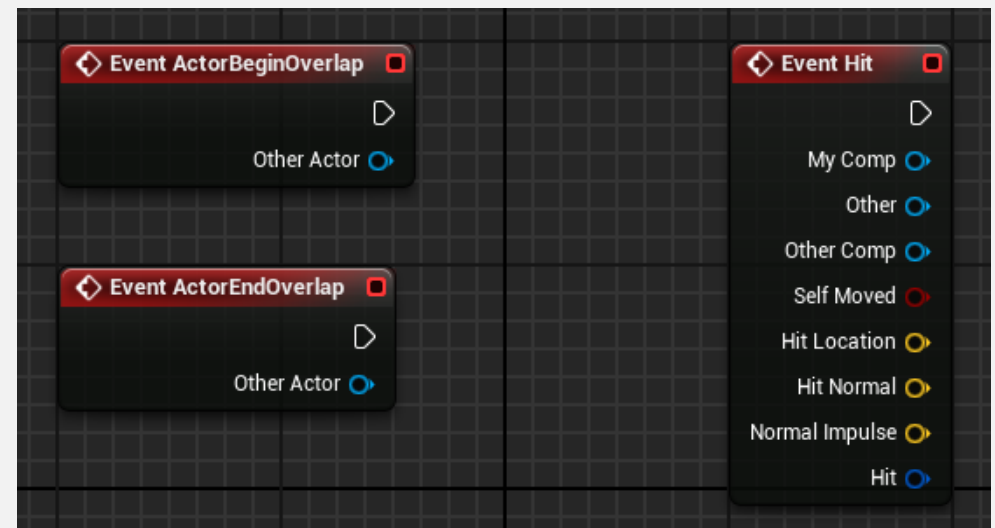 Event ActorBeginOverlap
Other Actor
Event ActorEndOverlap
Other Actor
Event Hit
My Comp
Other
Other Comp
Self Moved
Hit Location
Hit Normal
Normal Impulse
Hit